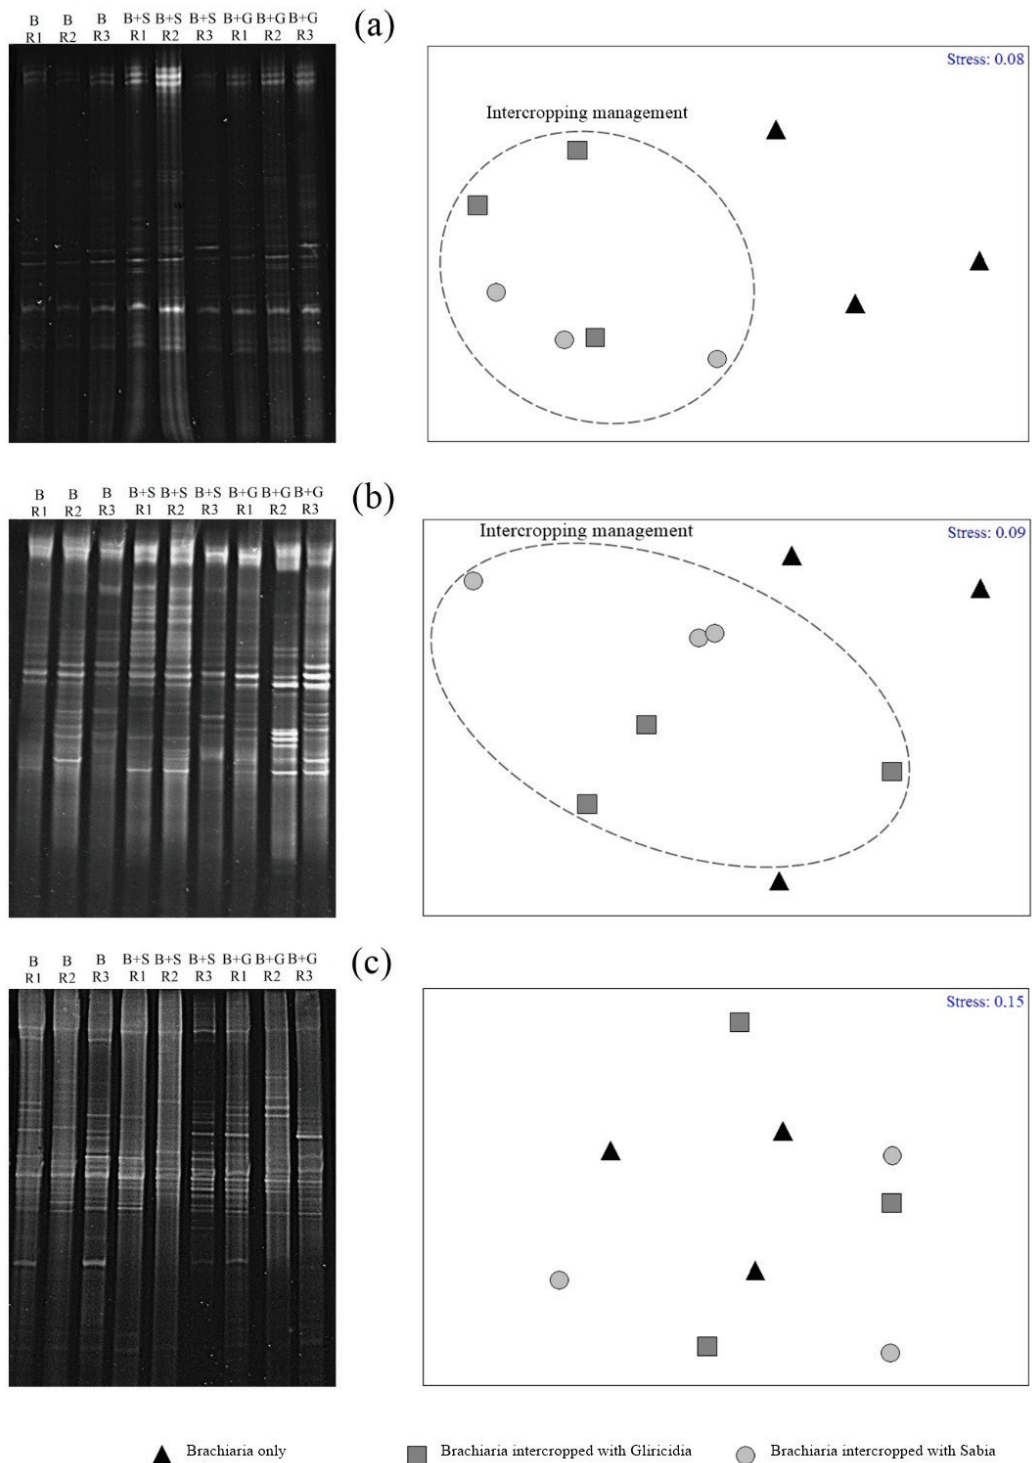 B B B B+S B+S B+S B+G B+G B+G
R1 R2 R3 R1 R2 R3 R1 R2 R3
(a)
Stress: 0.08
Intercropping management
B B B B+S B+S B+S B+G B+G B+G
R1 R2 R3 R1 R2 R3 R1 R2 R3
(b)
Intercropping management
Stress: 0.09
B B B B+S B+S B+S B+G B+G B+G
R1 R2 R3 R1 R2 R3 R1 R2 R3
(c)
Stress: 0.15
Brachiaria only
Brachiaria intercropped with Gliricidia
Brachiaria intercropped with Sabia